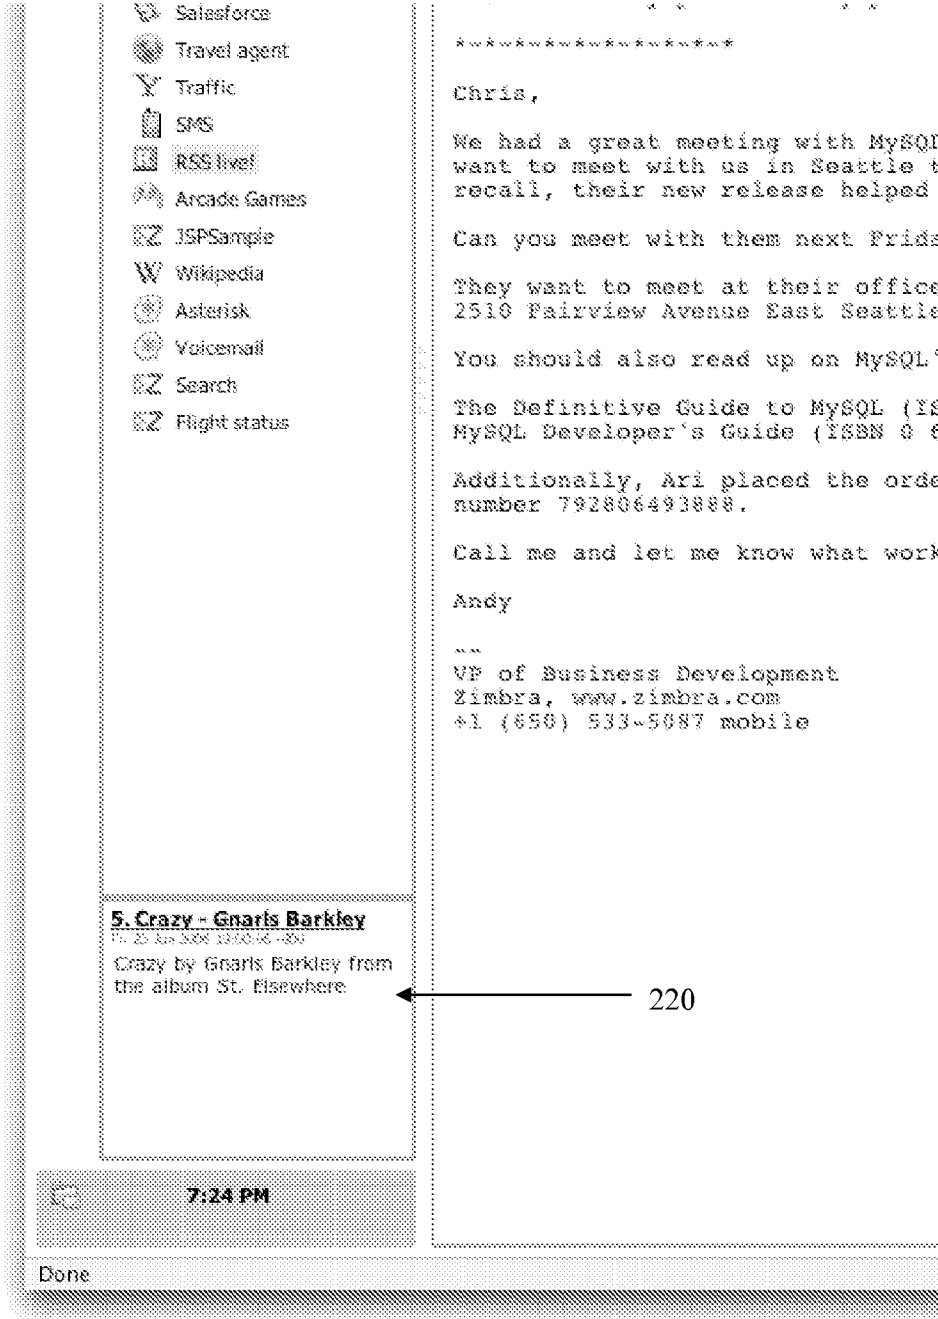 Salesforce
Travel agent
Traffic
SMS
RSS live!
Arcade Games
JSPSample
Wikipedia
Asterisk
Voicemail
Search
Flight status
*~*~*~*~*~*~*~*~*~*
Chris,
We had a great meeting with MySQL
want to meet with us in Seattle t
recall, their new release helped
Can you meet with them next Frida
They want to meet at their office
2510 Fairview Avenue East Seattle
You should also read up on MySQL'
The Definitive Guide to MySQL (IS
MySQL Developer's Guide (ISBN 0 6
Additionally, Ari placed the orde
number 792806493888.
Call me and let me know what work
Andy
~~
VP of Business Development
Zimbra, www.zimbra.com
+1 (650) 533-5087 mobile
5. Crazy - Gnarls Barkley
Crazy by Gnarls Barkley from
the album St. Elsewhere
220
7:24 PM
Done